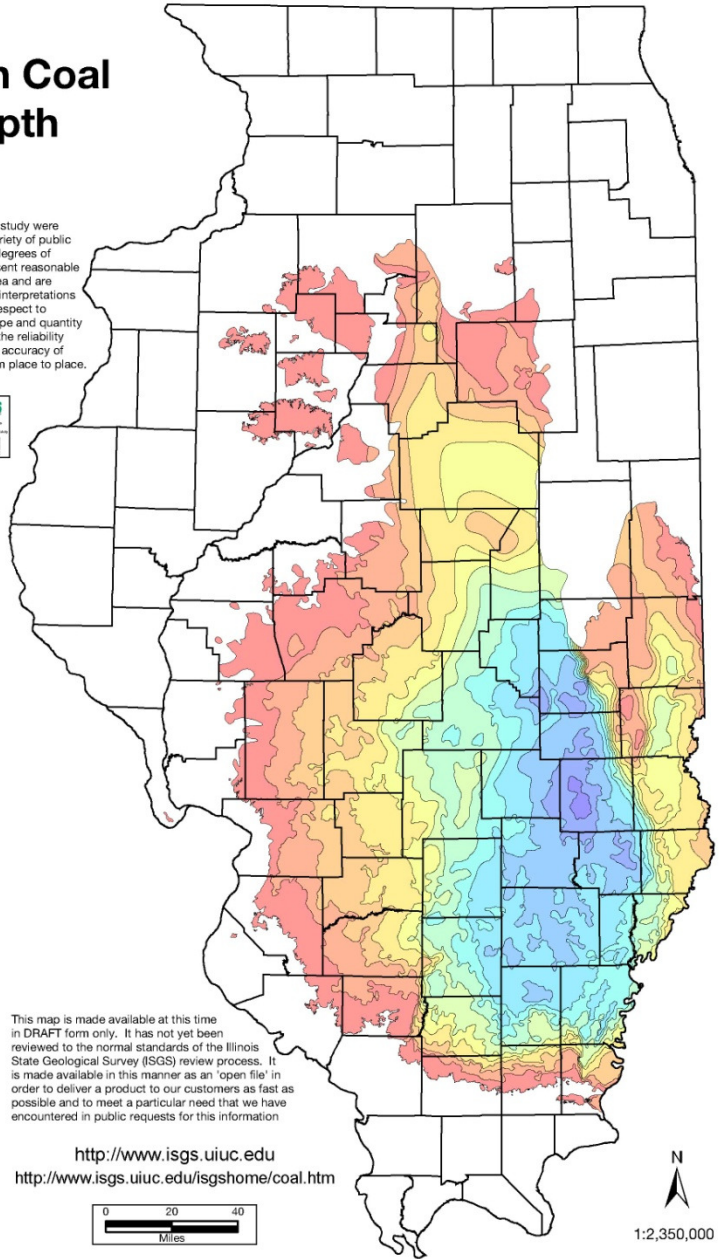 n Coal
pth
study were
riety of public
degrees of
sent reasonable
ea and are
interpretations
espect to
pe and quantity
the reliability
accuracy of
m place to place.
This map is made available at this time
in DRAFT form only. It has not yet been
reviewed to the normal standards of the Illinois
State Geological Survey (ISGS) review process. It
is made available in this manner as an 'open file' in
order to deliver a product to our customers as fast as
possible and to meet a particular need that we have
encountered in public requests for this information
http://www.isgs.uiuc.edu
http://www.isgs.uiuc.edu/isgshome/coal.htm
0 20 40
Miles
N
1:2,350,000